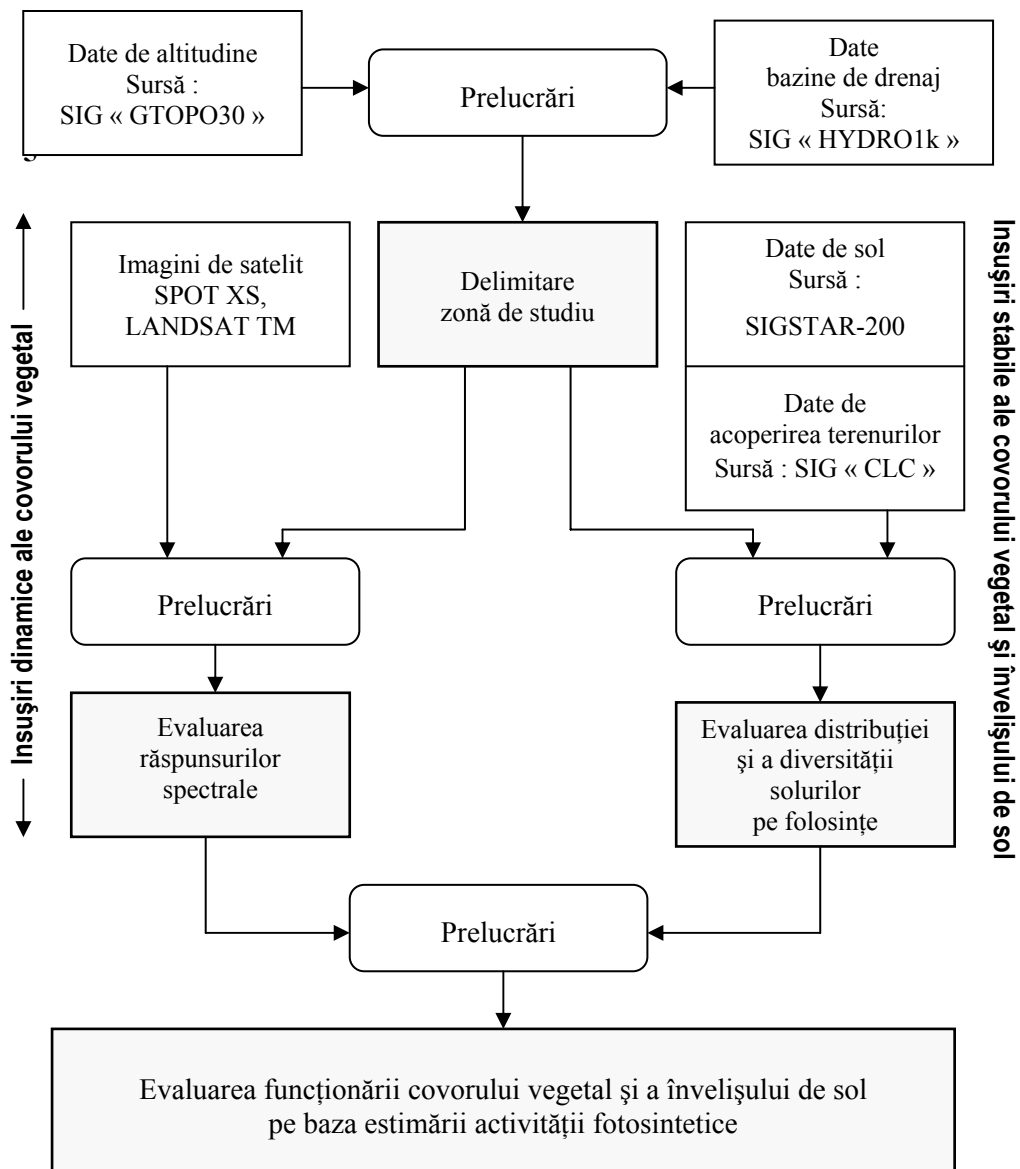 Date de altitudine
Sursă :
SIG « GTOPO30 »
Prelucrări
Date
bazine de drenaj
Sursă:
SIG « HYDRO1k »
Insuşiri dinamice ale covorului vegetal
Imagini de satelit
SPOT XS,
LANDSAT TM
Delimitare
zonă de studiu
Date de sol
Sursă :
SIGSTAR-200
Date de
acoperirea terenurilor
Sursă : SIG « CLC »
Insuşiri stabile ale covorului vegetal şi învelişului de sol
Prelucrări
Prelucrări
Evaluarea
răspunsurilor
spectrale
Evaluarea distribuţiei
şi a diversităţii
solurilor
pe folosinţe
Prelucrări
Evaluarea funcţionării covorului vegetal şi a învelişului de sol
pe baza estimării activităţii fotosintetice